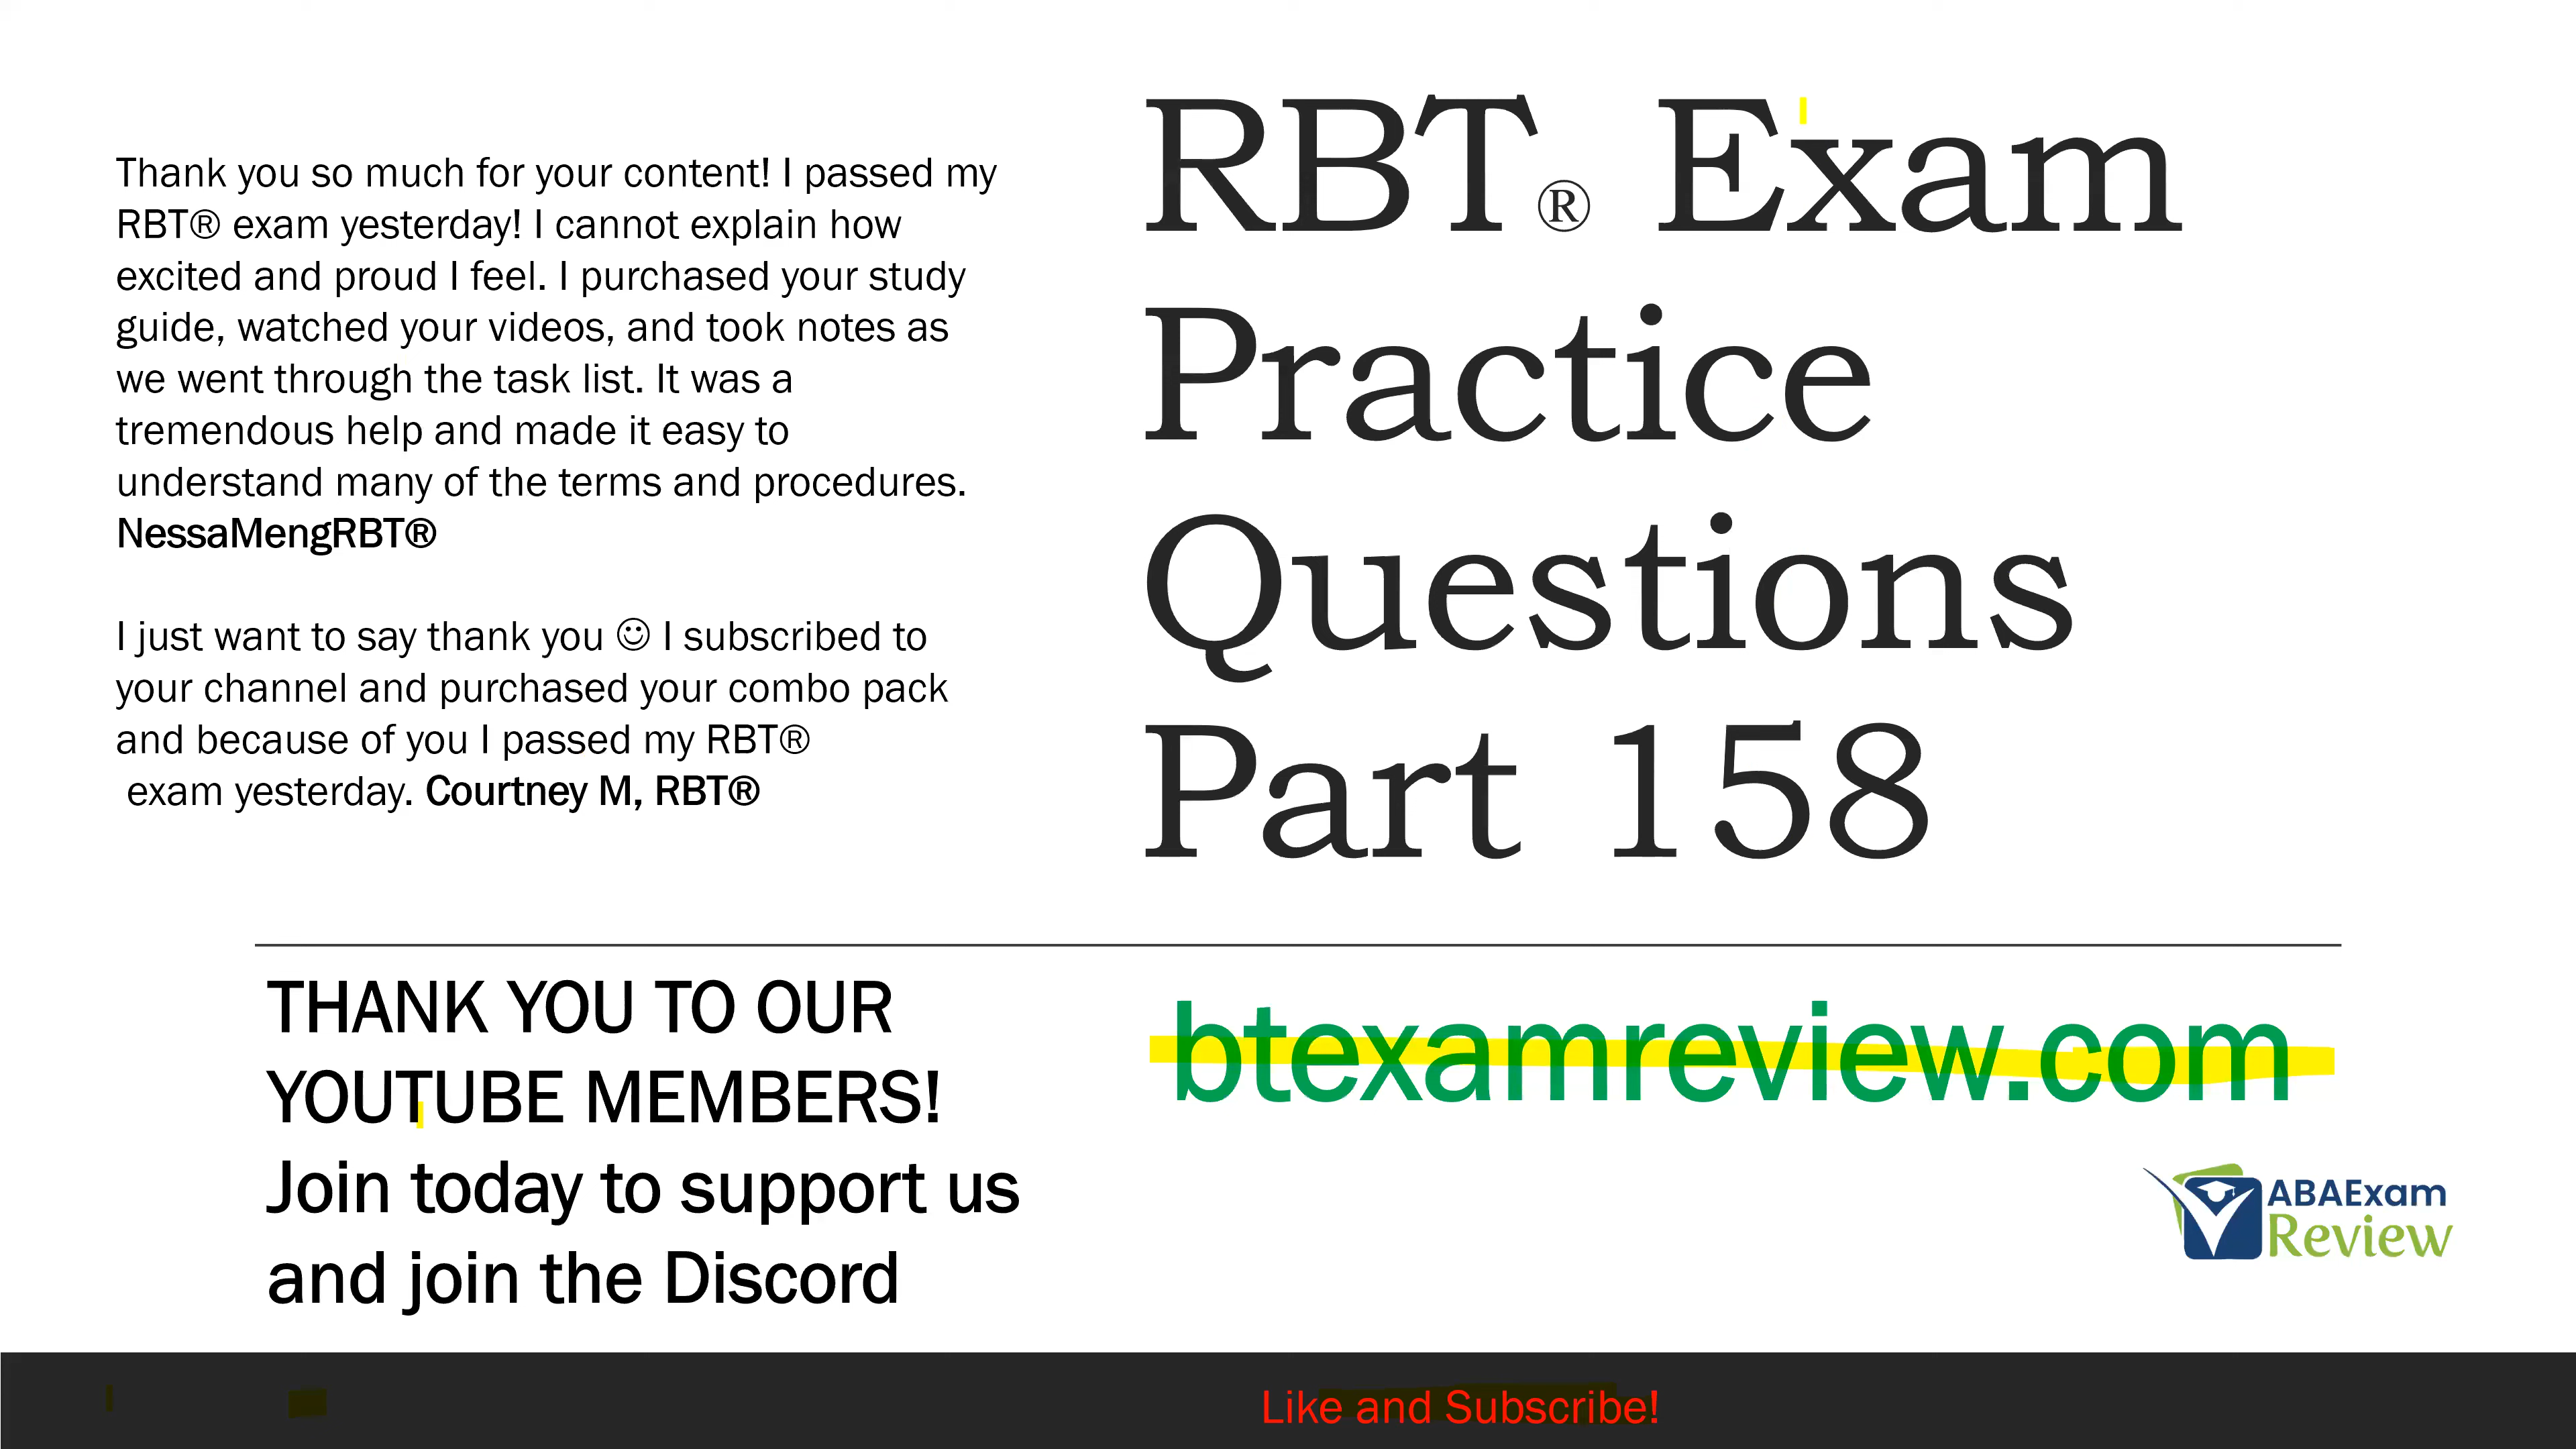 Thank you so much for your content! I passed my
RBT® exam yesterday! I cannot explain how
excited and proud I feel. I purchased your study
guide, watched your videos, and took notes as
we went through the task list. It was a
tremendous help and made it easy to
understand many of the terms and procedures.
NessaMengRBT®
I just want to say thank you ☺ I subscribed to
your channel and purchased your combo pack
and because of you I passed my RBT®
exam yesterday. Courtney M, RBT®
RBT® Exam
Practice
Questions
Part 158
THANK YOU TO OUR
YOUTUBE MEMBERS!
Join today to support us
and join the Discord
btexamreview.com
ABAExam
Review
Like and Subscribe!